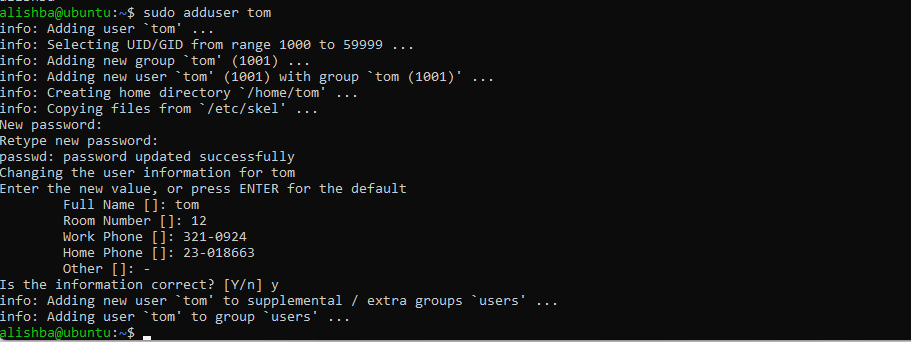 alishba@ubuntu:~$ sudo adduser tom
info: Adding user `tom' ...
info: Selecting UID/GID from range 1000 to 59999 ...
info: Adding new group `tom' (1001) ...
info: Adding new user `tom' (1001) with group `tom (1001)' ...
info: Creating home directory `/home/tom' ...
info: Copying files from `/etc/skel' ...
New password:
Retype new password:
passwd: password updated successfully
Changing the user information for tom
Enter the new value, or press ENTER for the default
        Full Name []: tom
        Room Number []: 12
        Work Phone []: 321-0924
        Home Phone []: 23-018663
        Other []: -
Is the information correct? [Y/n] y
info: Adding new user `tom' to supplemental / extra groups `users' ...
info: Adding user `tom' to group `users' ...
alishba@ubuntu:~$